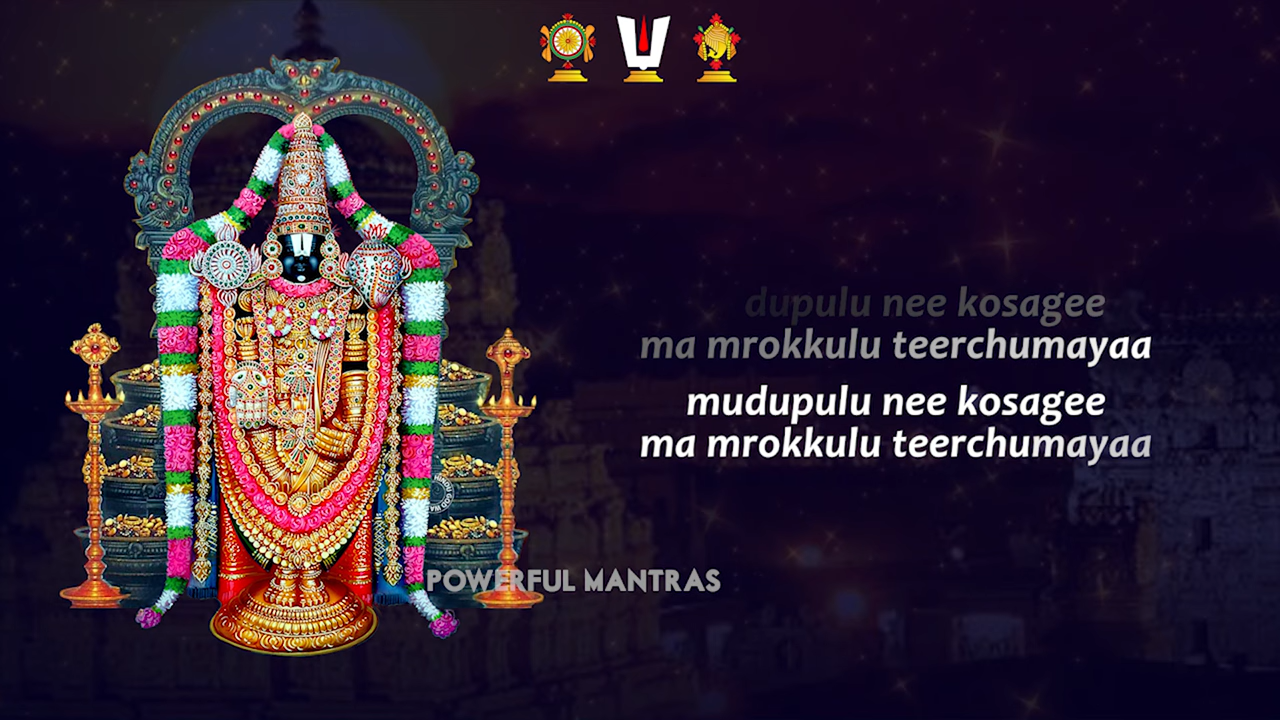 dupulu nee kosagee
ma mrokkulu teerchumayaa
mudupulu nee kosagee
ma mrokkulu teerchumayaa
POWERFUL MANTRAS